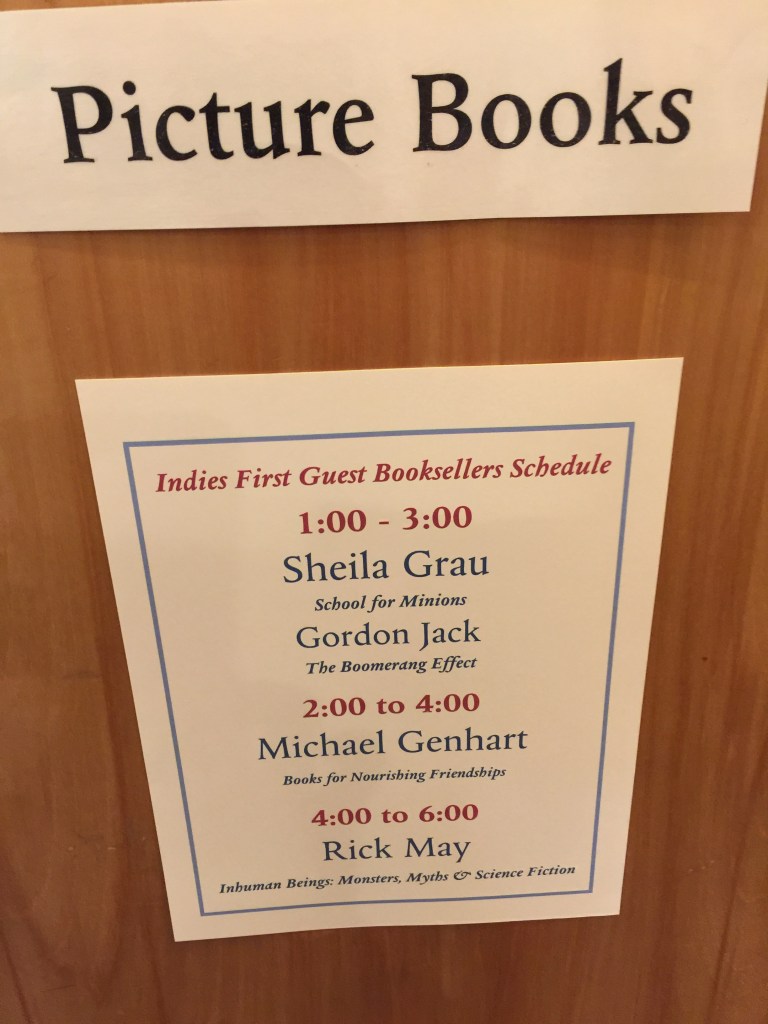 Picture Books
Indies First Guest Booksellers Schedule
1:00 - 3:00
Sheila Grau
School for Minions
Gordon Jack
The Boomerang Effect
2:00 to 4:00
Michael Genhart
Books for Nourishing Friendships
4:00 to 6:00
Rick May
Inhuman Beings: Monsters, Myths & Science Fiction